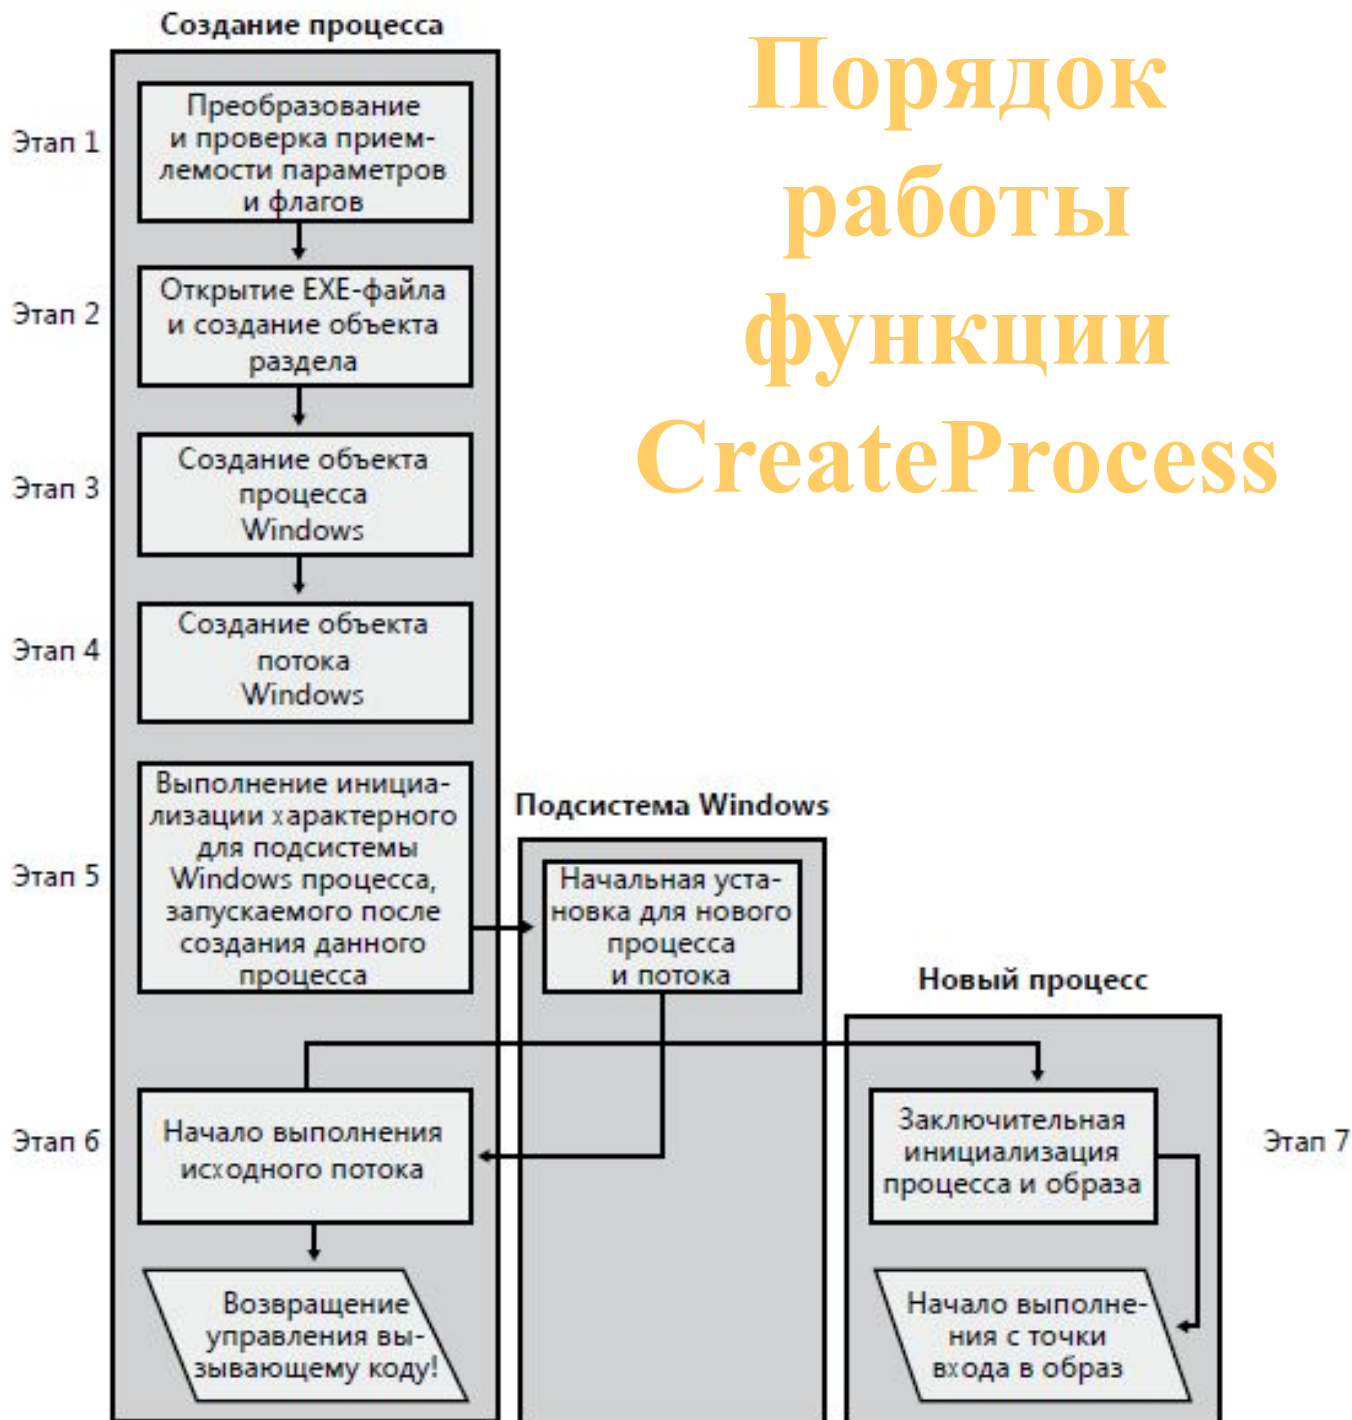 Создание процесса
Порядок
работы
функции
CreateProcess
Этап 1
Преобразование
и проверка прием-
лемости параметров
и флагов
Этап 2
Открытие EXE-файла
и создание объекта
раздела
Этап 3
Создание объекта
процесса
Windows
Этап 4
Создание объекта
потока
Windows
Этап 5
Выполнение инициа-
лизации характерного
для подсистемы
Windows процесса,
запускаемого после
создания данного
процесса
Подсистема Windows
Начальная уста-
новка для нового
процесса
и потока
Новый процесс
Этап 6
Начало выполнения
исходного потока
Заключительная
инициализация
процесса и образа
Этап 7
Возвращение
управления вы-
зывающему коду!
Начало выполне-
ния с точки
входа в образ